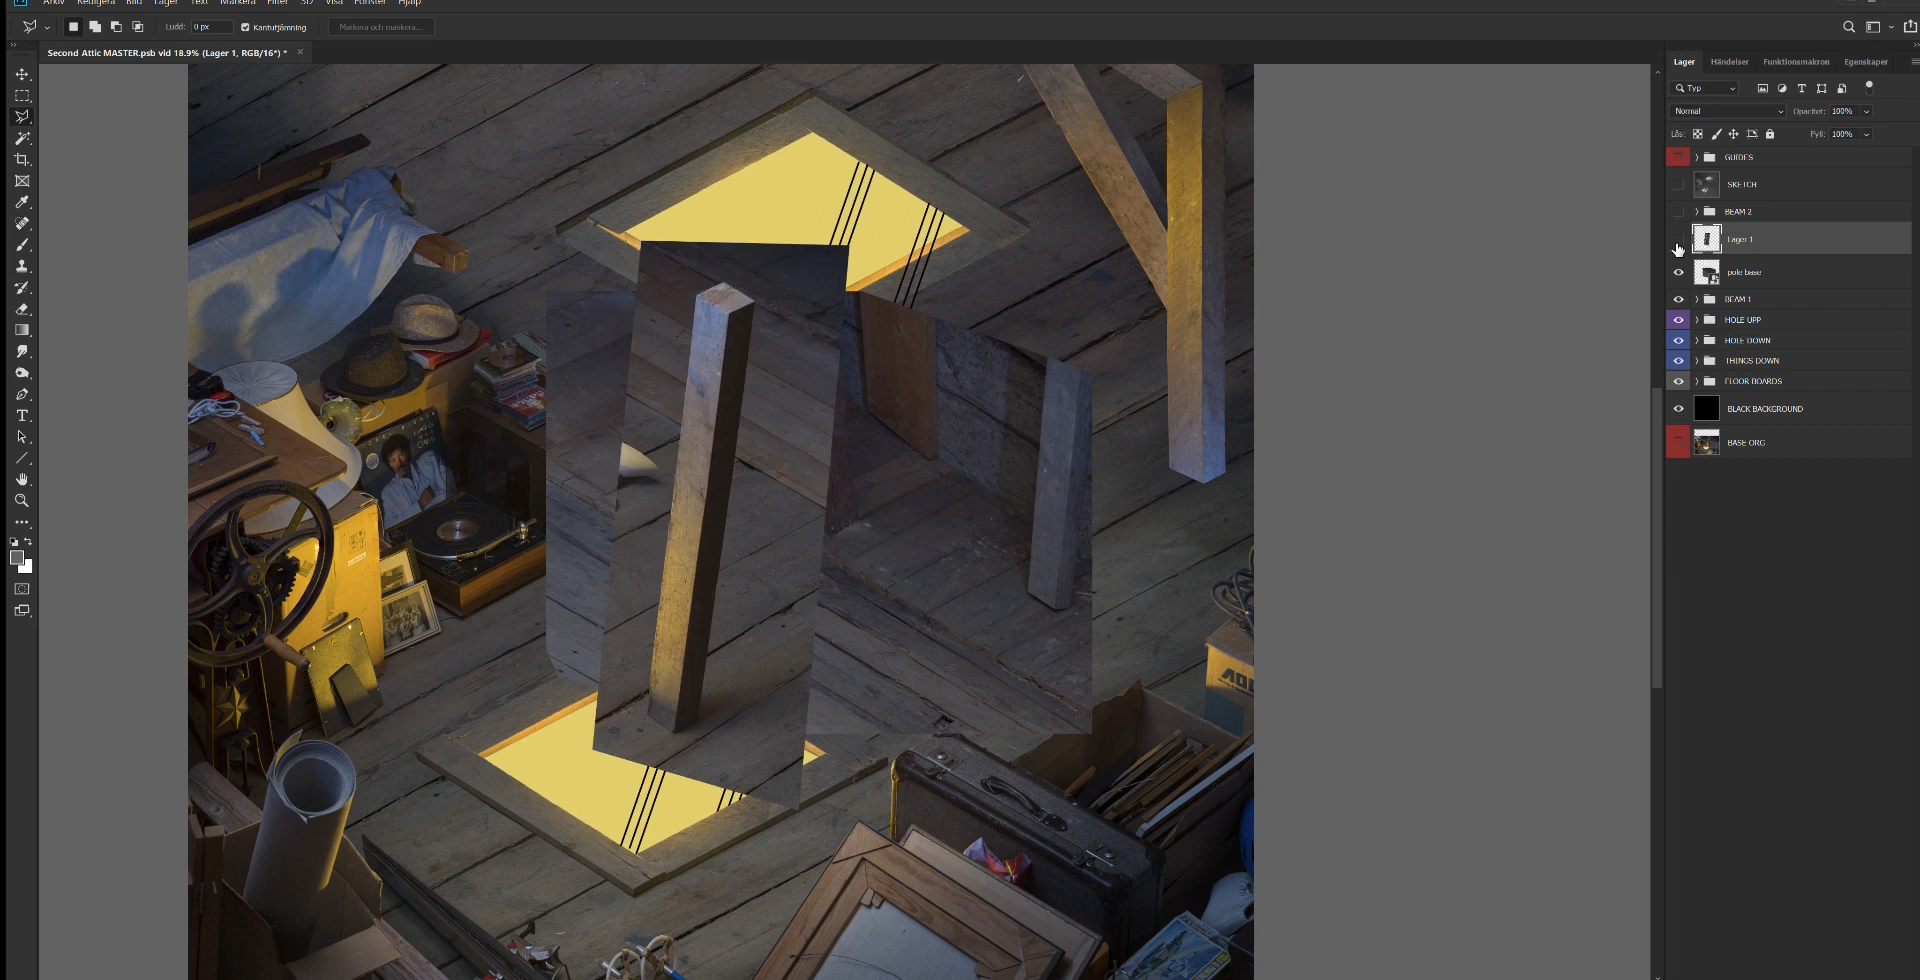 Arkiv Redigera Bild Lager Text Markera Filter 3D Visa Fönster Hjälp
Ludd: 0 px Kantutjämning Markera och maskera...
Second Attic MASTER.psb vid 18.9% (Lager 1, RGB/16*) *
Lager Händelser Funktionsmakron Egenskaper
Typ
Normal Opacitet: 100%
Lås: Fyll: 100%
GUIDES
SKETCH
BEAM 2
Lager 1
pole base
BEAM 1
HOLE UPP
HOLE DOWN
THINGS DOWN
FLOOR BOARDS
BLACK BACKGROUND
BASE ORG